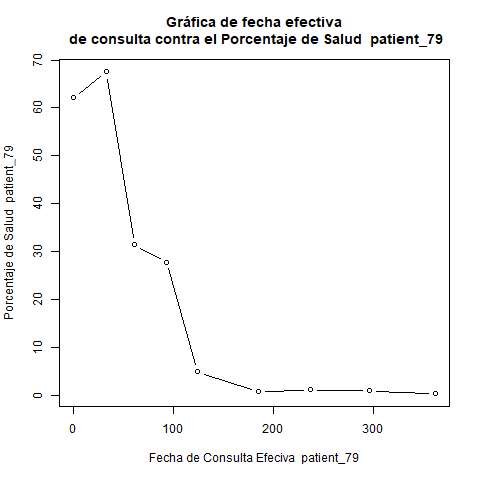 Gráfica de fecha efectiva
de consulta contra el Porcentaje de Salud patient_79
Porcentaje de Salud patient_79
70
60
50
40
30
20
10
0
0 100 200 300
Fecha de Consulta Efeciva patient_79